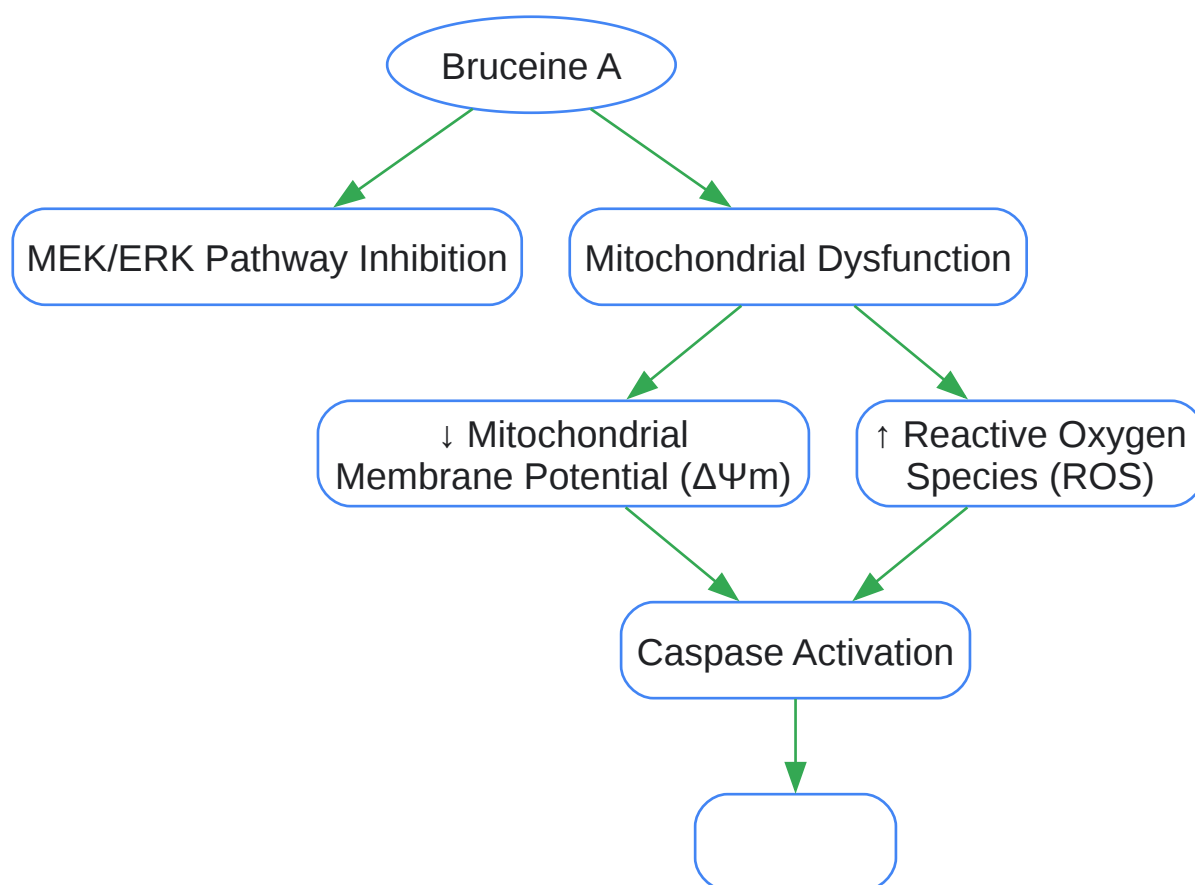 Bruceine A
MEK/ERK Pathway Inhibition
Mitochondrial Dysfunction
↓ Mitochondrial
Membrane Potential (ΔΨm)
↑ Reactive Oxygen
Species (ROS)
Caspase Activation